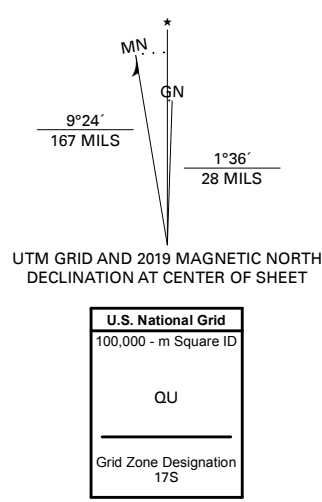 MN
GN
9°24´
167 MILS
1°36´
28 MILS
UTM GRID AND 2019 MAGNETIC NORTH
DECLINATION AT CENTER OF SHEET
U.S. National Grid
100,000 - m Square ID
QU
Grid Zone Designation
17S